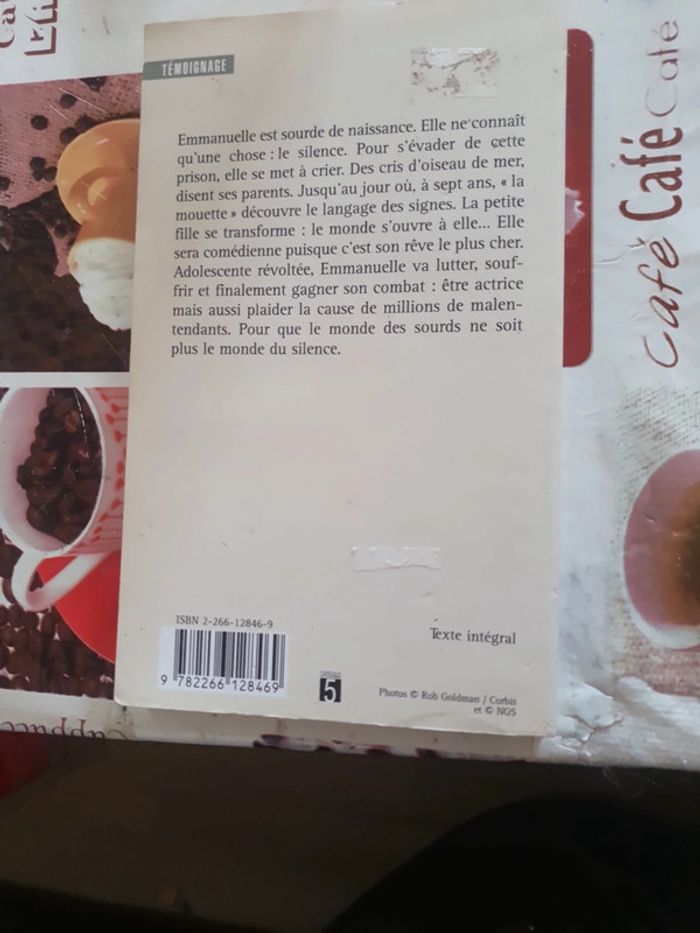 TÉMOIGNAGE
Emmanuelle est sourde de naissance. Elle ne connaît
qu'une chose : le silence. Pour s'évader de cette
prison, elle se met à crier. Des cris d'oiseau de mer,
disent ses parents. Jusqu'au jour où, à sept ans, « la
mouette » découvre le langage des signes. La petite
fille se transforme : le monde s'ouvre à elle... Elle
sera comédienne puisque c'est son rêve le plus cher.
Adolescente révoltée, Emmanuelle va lutter, souf-
frir et finalement gagner son combat : être actrice
mais aussi plaider la cause de millions de malen-
tendants. Pour que le monde des sourds ne soit
plus le monde du silence.
ISBN 2-266-12846-9
9 782266 128469
5
Texte intégral
Photos © Rob Goldman / Corbis
et © NGS
Café Café Café
Cappucc